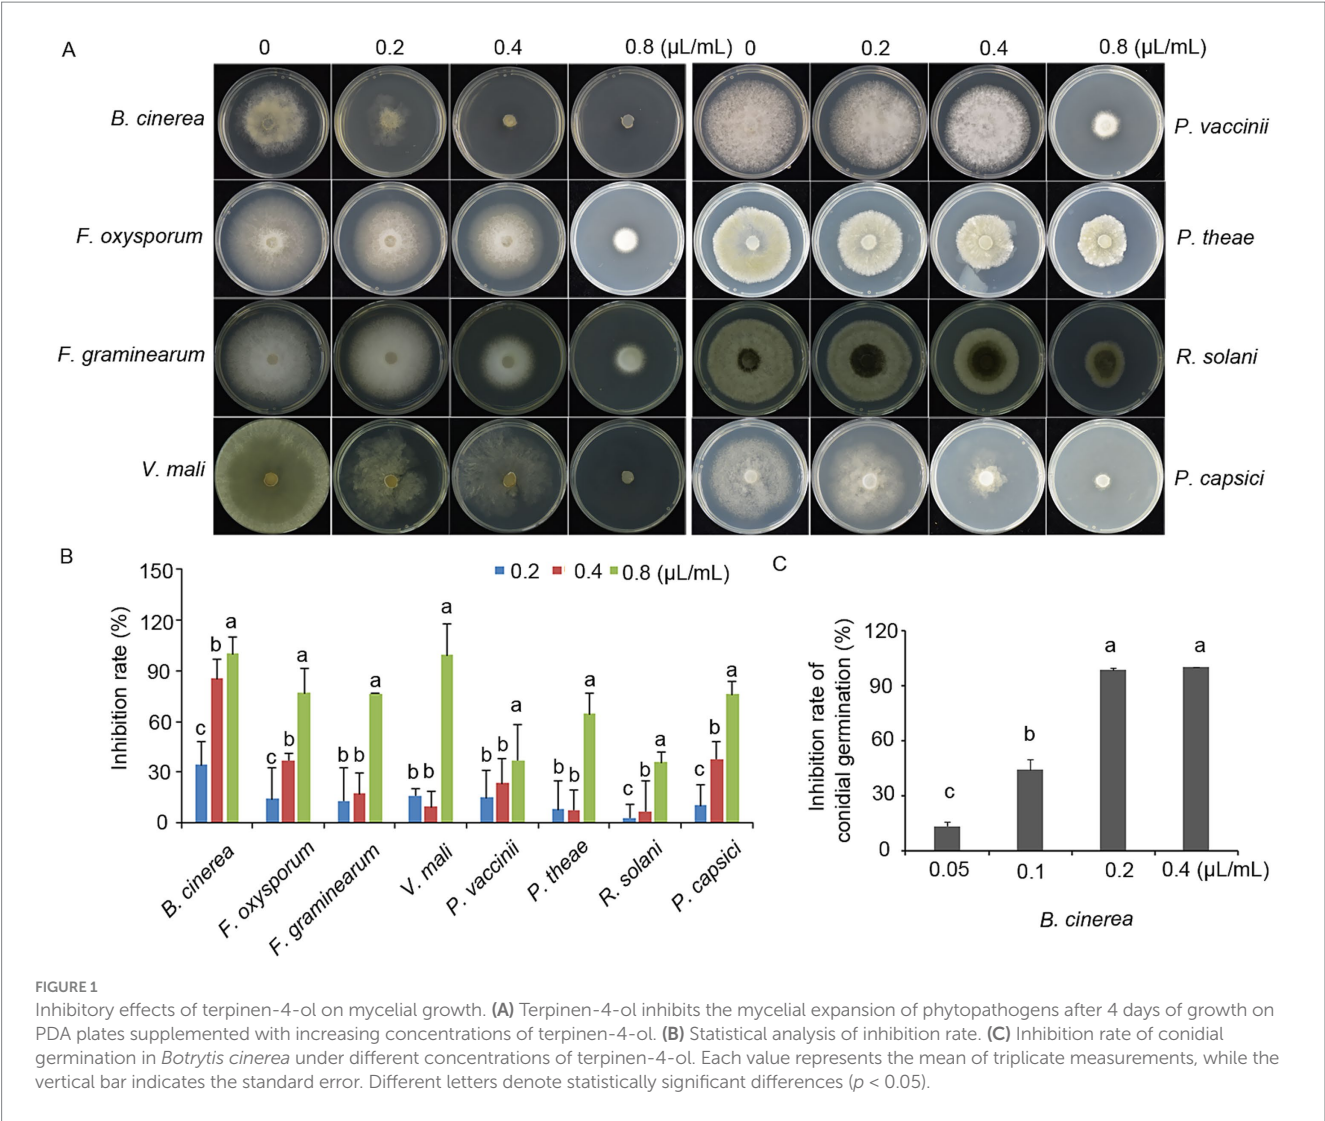 A
0 0.2 0.4 0.8 (µL/mL) 0 0.2 0.4 0.8 (µL/mL)
B. cinerea P. vaccinii
F. oxysporum P. theae
F. graminearum R. solani
V. mali P. capsici
B
0.2 0.4 0.8 (µL/mL)
Inhibition rate (%)
150
120
90
60
30
0
c b a
c b a
b b a
b b a
b b a
b b a
c b a
c b a
B. cinerea F. oxysporum F. graminearum V. mali P. vaccinii P. theae R. solani P. capsici
C
Inhibition rate of
conidial germination (%)
120
90
60
30
0
c b a a
0.05 0.1 0.2 0.4 (µL/mL)
B. cinerea
FIGURE 1
Inhibitory effects of terpinen-4-ol on mycelial growth. (A) Terpinen-4-ol inhibits the mycelial expansion of phytopathogens after 4 days of growth on
PDA plates supplemented with increasing concentrations of terpinen-4-ol. (B) Statistical analysis of inhibition rate. (C) Inhibition rate of conidial
germination in Botrytis cinerea under different concentrations of terpinen-4-ol. Each value represents the mean of triplicate measurements, while the
vertical bar indicates the standard error. Different letters denote statistically significant differences (p < 0.05).